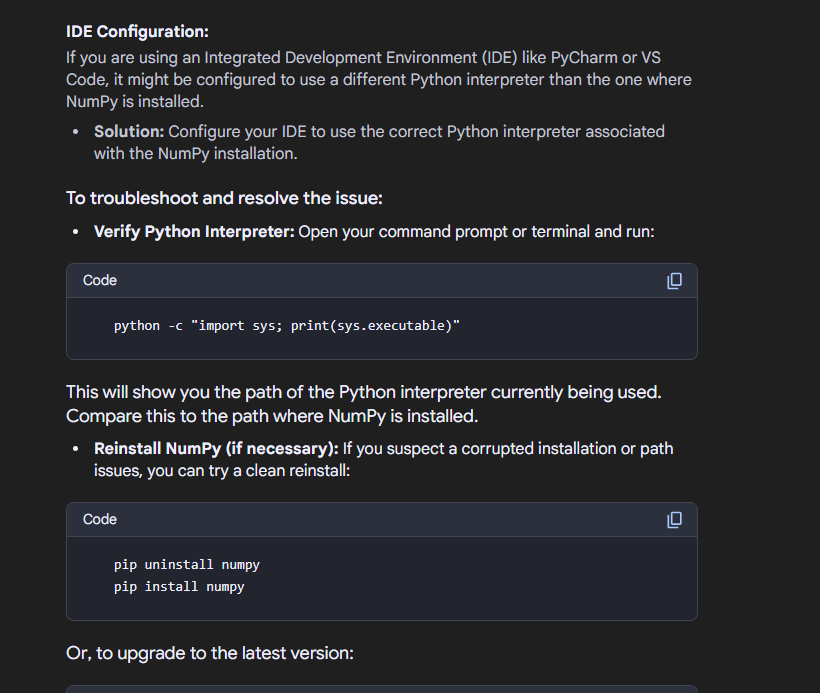 IDE Configuration:
If you are using an Integrated Development Environment (IDE) like PyCharm or VS
Code, it might be configured to use a different Python interpreter than the one where
NumPy is installed.
• Solution: Configure your IDE to use the correct Python interpreter associated
with the NumPy installation.
To troubleshoot and resolve the issue:
• Verify Python Interpreter: Open your command prompt or terminal and run:
Code
python -c "import sys; print(sys.executable)"
This will show you the path of the Python interpreter currently being used.
Compare this to the path where NumPy is installed.
• Reinstall NumPy (if necessary): If you suspect a corrupted installation or path
issues, you can try a clean reinstall:
Code
pip uninstall numpy
pip install numpy
Or, to upgrade to the latest version: